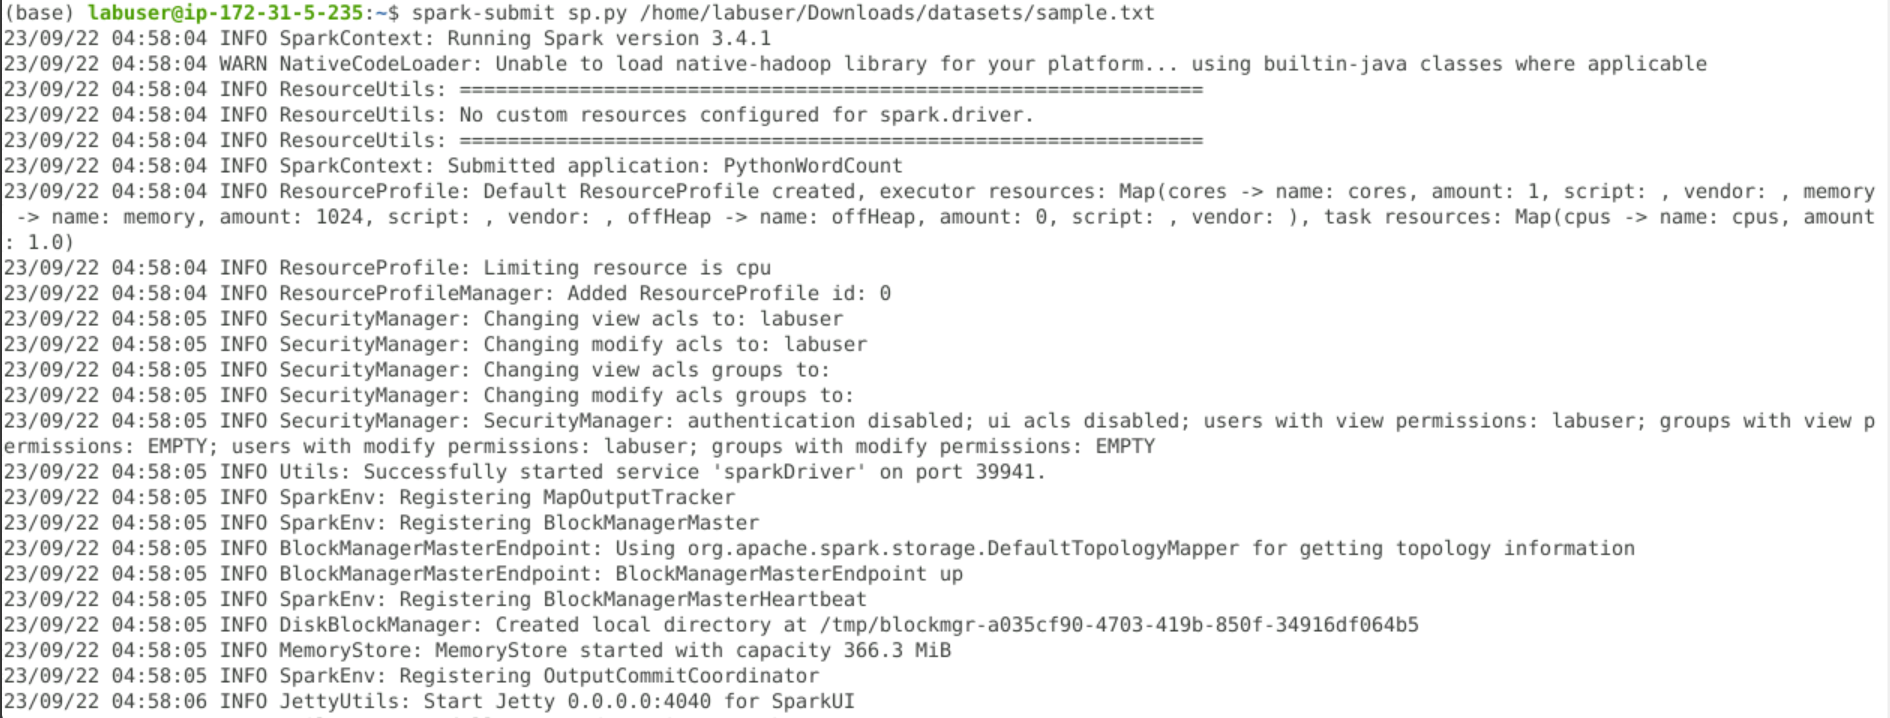 (base) labuser@ip-172-31-5-235:~$ spark-submit sp.py /home/labuser/Downloads/datasets/sample.txt
23/09/22 04:58:04 INFO SparkContext: Running Spark version 3.4.1
23/09/22 04:58:04 WARN NativeCodeLoader: Unable to load native-hadoop library for your platform... using builtin-java classes where applicable
23/09/22 04:58:04 INFO ResourceUtils: ==============================================================
23/09/22 04:58:04 INFO ResourceUtils: No custom resources configured for spark.driver.
23/09/22 04:58:04 INFO ResourceUtils: ==============================================================
23/09/22 04:58:04 INFO SparkContext: Submitted application: PythonWordCount
23/09/22 04:58:04 INFO ResourceProfile: Default ResourceProfile created, executor resources: Map(cores -> name: cores, amount: 1, script: , vendor: , memory
 -> name: memory, amount: 1024, script: , vendor: , offHeap -> name: offHeap, amount: 0, script: , vendor: ), task resources: Map(cpus -> name: cpus, amount
: 1.0)
23/09/22 04:58:04 INFO ResourceProfile: Limiting resource is cpu
23/09/22 04:58:04 INFO ResourceProfileManager: Added ResourceProfile id: 0
23/09/22 04:58:05 INFO SecurityManager: Changing view acls to: labuser
23/09/22 04:58:05 INFO SecurityManager: Changing modify acls to: labuser
23/09/22 04:58:05 INFO SecurityManager: Changing view acls groups to:
23/09/22 04:58:05 INFO SecurityManager: Changing modify acls groups to:
23/09/22 04:58:05 INFO SecurityManager: SecurityManager: authentication disabled; ui acls disabled; users with view permissions: labuser; groups with view p
ermissions: EMPTY; users with modify permissions: labuser; groups with modify permissions: EMPTY
23/09/22 04:58:05 INFO Utils: Successfully started service 'sparkDriver' on port 39941.
23/09/22 04:58:05 INFO SparkEnv: Registering MapOutputTracker
23/09/22 04:58:05 INFO SparkEnv: Registering BlockManagerMaster
23/09/22 04:58:05 INFO BlockManagerMasterEndpoint: Using org.apache.spark.storage.DefaultTopologyMapper for getting topology information
23/09/22 04:58:05 INFO BlockManagerMasterEndpoint: BlockManagerMasterEndpoint up
23/09/22 04:58:05 INFO SparkEnv: Registering BlockManagerMasterHeartbeat
23/09/22 04:58:05 INFO DiskBlockManager: Created local directory at /tmp/blockmgr-a035cf90-4703-419b-850f-34916df064b5
23/09/22 04:58:05 INFO MemoryStore: MemoryStore started with capacity 366.3 MiB
23/09/22 04:58:05 INFO SparkEnv: Registering OutputCommitCoordinator
23/09/22 04:58:06 INFO JettyUtils: Start Jetty 0.0.0.0:4040 for SparkUI